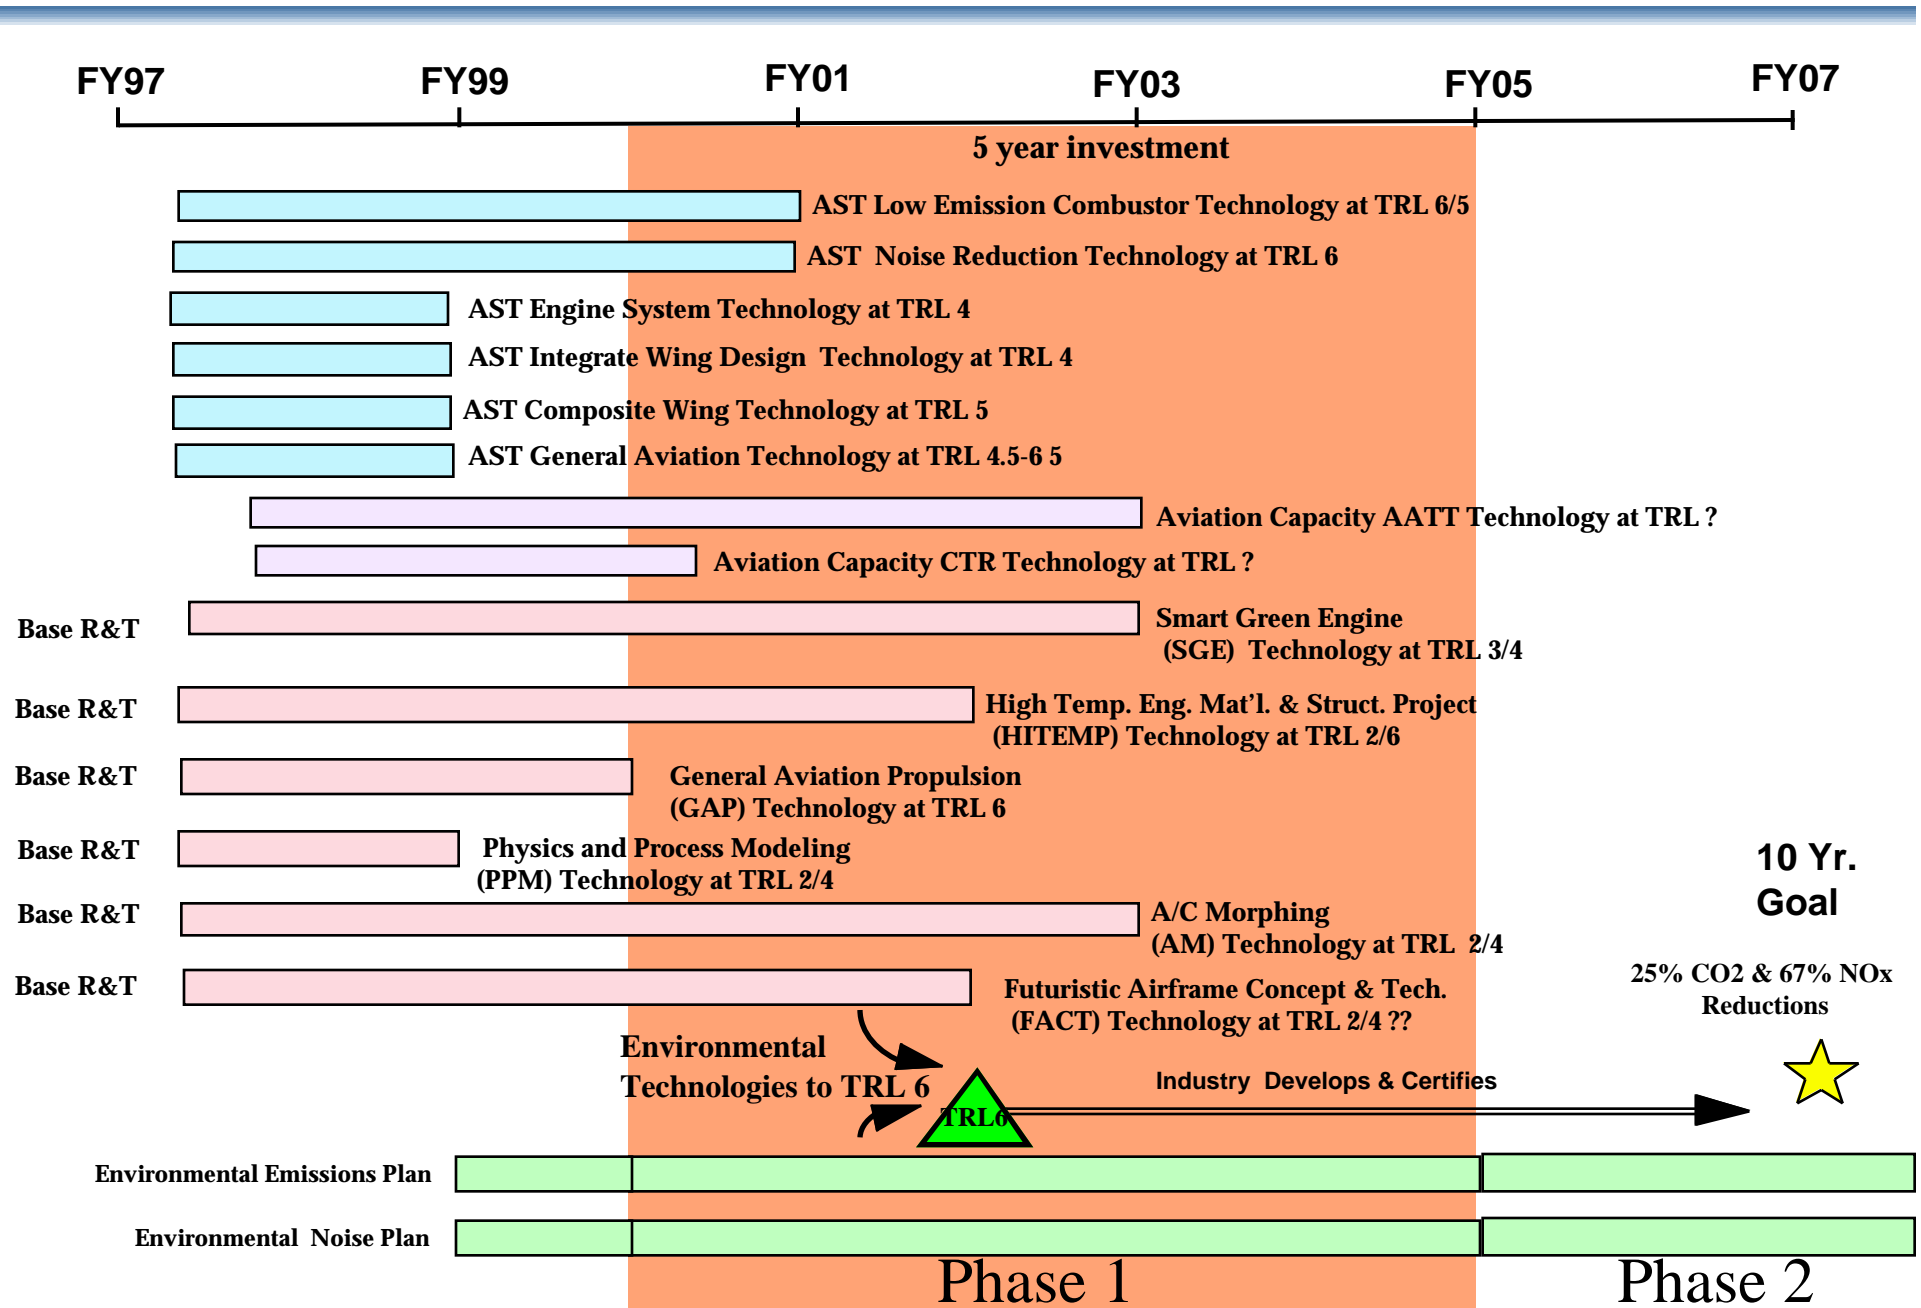 FY97 FY99 FY01 FY03 FY05 FY07
5 year investment
AST Low Emission Combustor Technology at TRL 6/5
AST Noise Reduction Technology at TRL 6
AST Engine System Technology at TRL 4
AST Integrate Wing Design Technology at TRL 4
AST Composite Wing Technology at TRL 5
AST General Aviation Technology at TRL 4.5-6 5
Aviation Capacity AATT Technology at TRL ?
Aviation Capacity CTR Technology at TRL ?
Base R&T
Smart Green Engine
(SGE) Technology at TRL 3/4
Base R&T
High Temp. Eng. Mat’l. & Struct. Project
(HITEMP) Technology at TRL 2/6
Base R&T
General Aviation Propulsion
(GAP) Technology at TRL 6
Base R&T
Physics and Process Modeling
(PPM) Technology at TRL 2/4
10 Yr.
Goal
Base R&T
A/C Morphing
(AM) Technology at TRL 2/4
Base R&T
Futuristic Airframe Concept & Tech.
(FACT) Technology at TRL 2/4 ??
25% CO2 & 67% NOx
Reductions
Environmental
Technologies to TRL 6
TRL6
Industry Develops & Certifies
Environmental Emissions Plan
Environmental Noise Plan
Phase 1
Phase 2